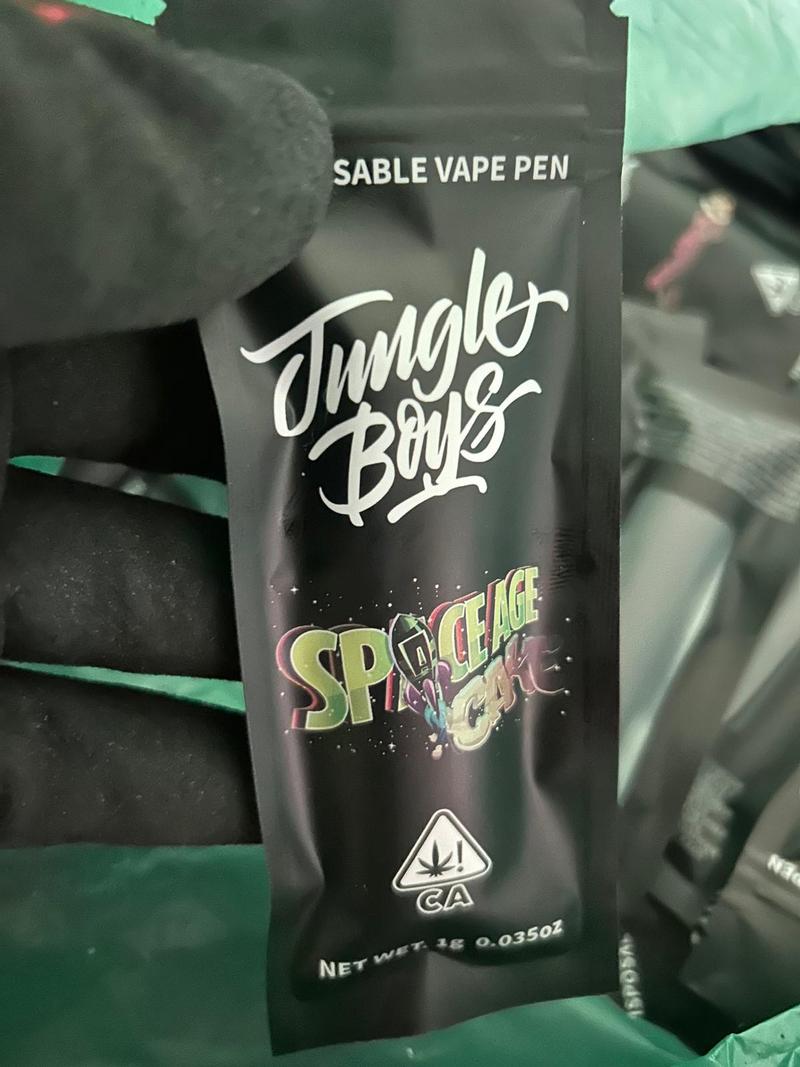 SABLE VAPE PEN
Jungle
Boys
SPACE AGE
CAKE
CA
NET WET. 1g 0.035OZ